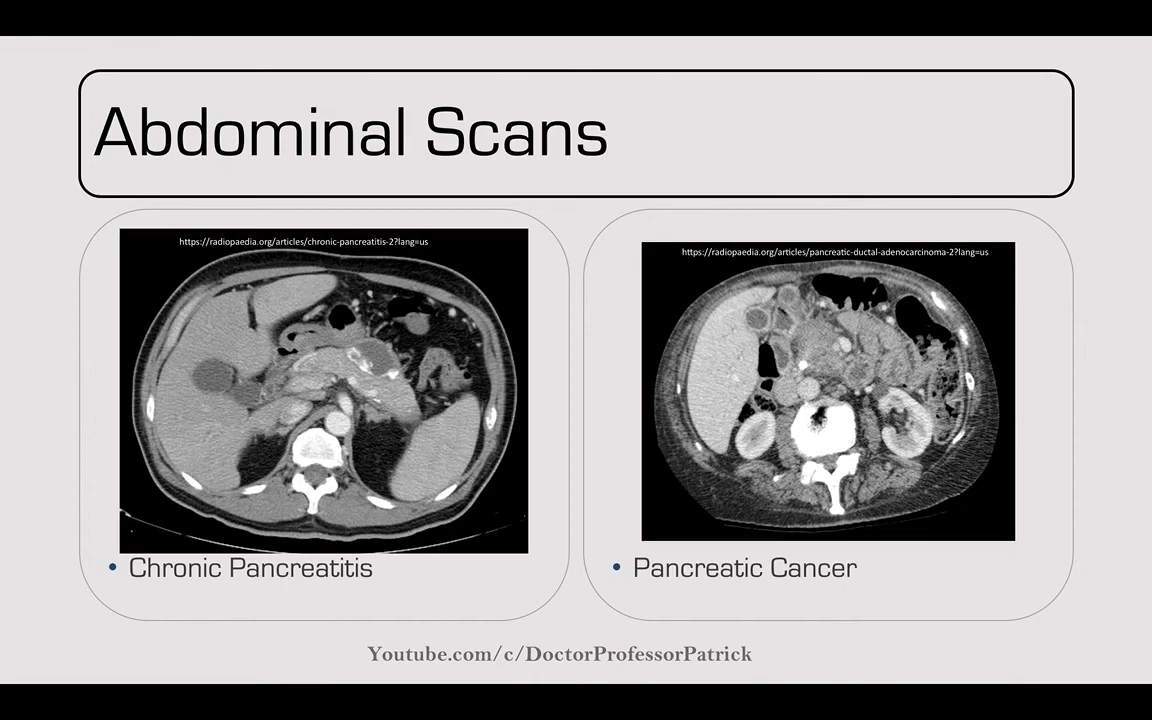 Abdominal Scans
https://radiopaedia.org/articles/chronic-pancreatitis-2?lang=us
https://radiopaedia.org/articles/pancreatic-ductal-adenocarcinoma-2?lang=us
• Chronic Pancreatitis
• Pancreatic Cancer
Youtube.com/c/DoctorProfessorPatrick